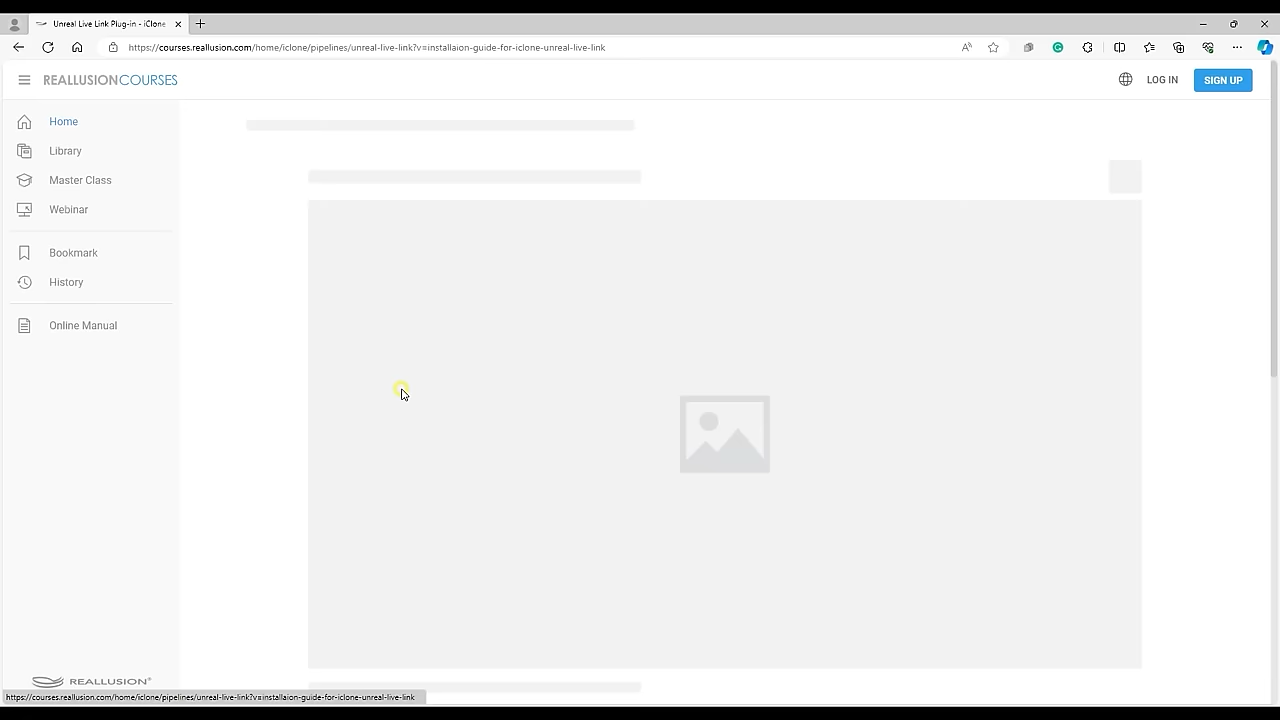 Unreal Live Link Plug-in - iClone
https://courses.reallusion.com/home/iclone/pipelines/unreal-live-link?v=installaion-guide-for-iclone-unreal-live-link
REALLUSIONCOURSES
LOG IN
SIGN UP
Home
Library
Master Class
Webinar
Bookmark
History
Online Manual
REALLUSION®
https://courses.reallusion.com/home/iclone/pipelines/unreal-live-link?v=installaion-guide-for-iclone-unreal-live-link